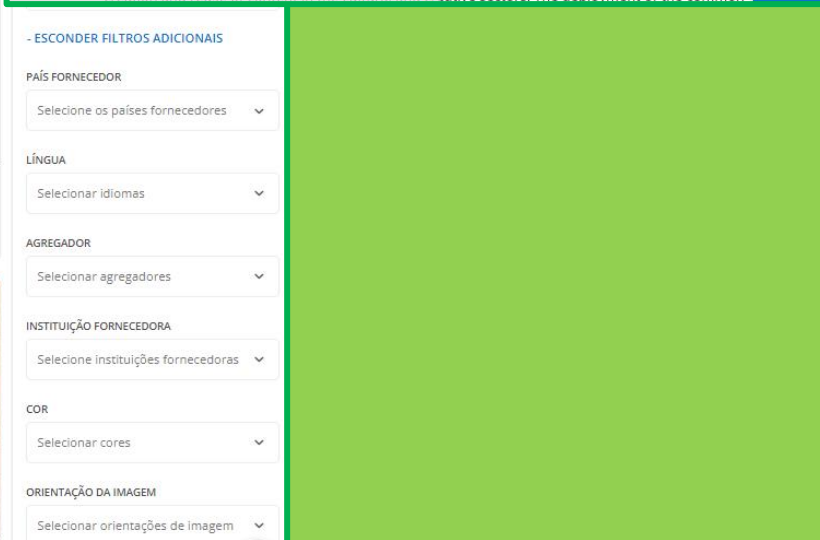 - ESCONDER FILTROS ADICIONAIS
PAÍS FORNECEDOR
Selecione os países fornecedores
LÍNGUA
Selecionar idiomas
AGREGADOR
Selecionar agregadores
INSTITUIÇÃO FORNECEDORA
Selecione instituições fornecedoras
COR
Selecionar cores
ORIENTAÇÃO DA IMAGEM
Selecionar orientações de imagem